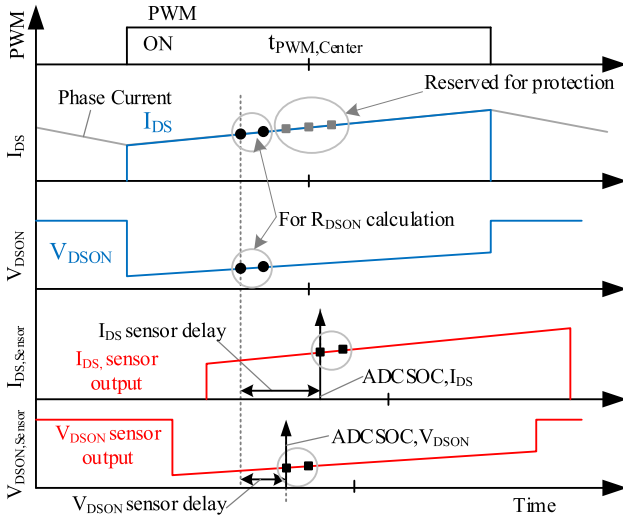 PWM
PWM
ON
tPWM,Center
Reserved for protection
Phase Current
IDS
IDS
For RDSON calculation
VDSON
VDSON
IDS sensor delay
IDS,Sensor
IDS, sensor
output
ADCSOC,IDS
VDSON sensor
output
ADCSOC,VDSON
VDSON,Sensor
VDSON sensor delay
Time